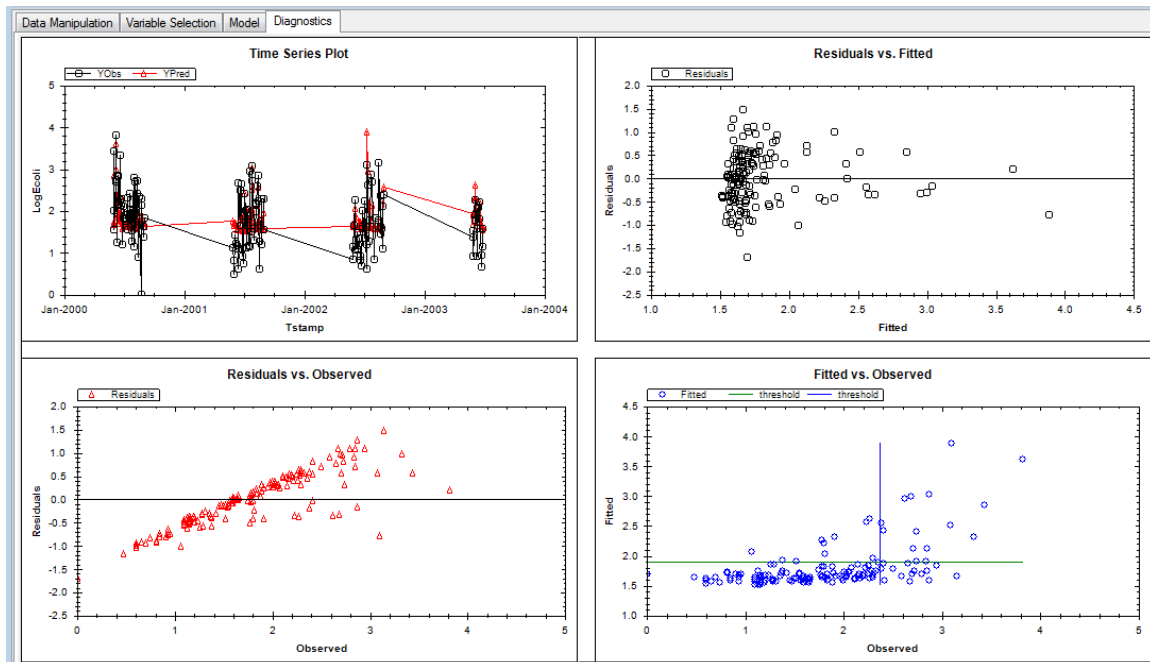 Data Manipulation Variable Selection Model Diagnostics
Time Series Plot
YObs YPred
5
4
3
2
1
0
LogEcoli
Jan-2000 Jan-2001 Jan-2002 Jan-2003 Jan-2004
Tstamp
Residuals vs. Fitted
Residuals
2.0
1.5
1.0
0.5
0.0
-0.5
-1.0
-1.5
-2.0
-2.5
Residuals
1.0 1.5 2.0 2.5 3.0 3.5 4.0 4.5
Fitted
Residuals vs. Observed
Residuals
2.0
1.5
1.0
0.5
0.0
-0.5
-1.0
-1.5
-2.0
-2.5
Residuals
0 1 2 3 4 5
Observed
Fitted vs. Observed
Fitted threshold threshold
4.5
4.0
3.5
3.0
2.5
2.0
1.5
1.0
Fitted
0 1 2 3 4 5
Observed